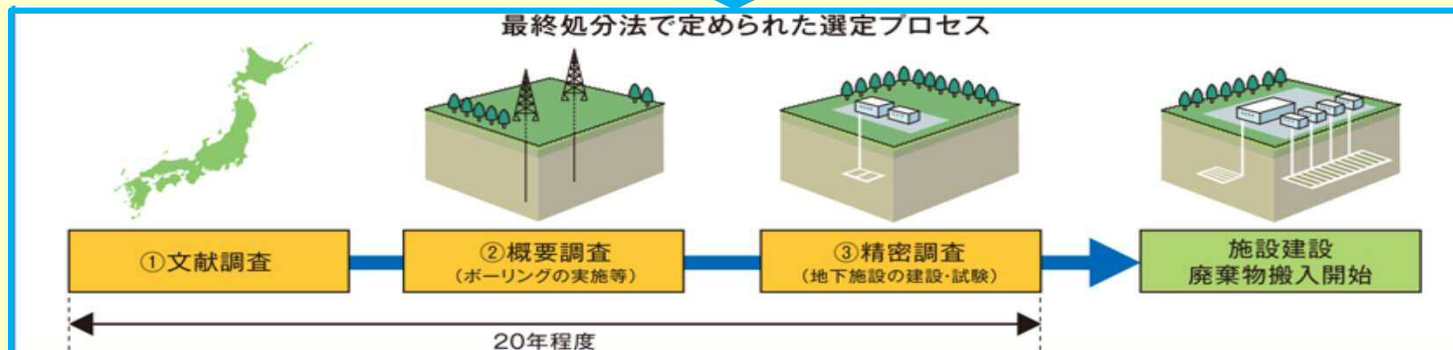 最終処分法で定められた選定プロセス
①文献調査
②概要調査
(ボーリングの実施等)
③精密調査
(地下施設の建設・試験)
施設建設
廃棄物搬入開始
20年程度